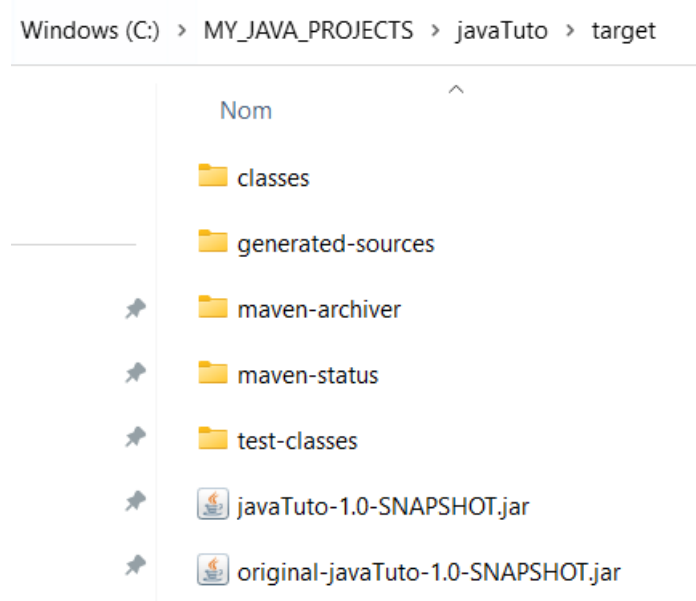 Windows (C:) > MY_JAVA_PROJECTS > javaTuto > target
Nom
classes
generated-sources
maven-archiver
maven-status
test-classes
javaTuto-1.0-SNAPSHOT.jar
original-javaTuto-1.0-SNAPSHOT.jar